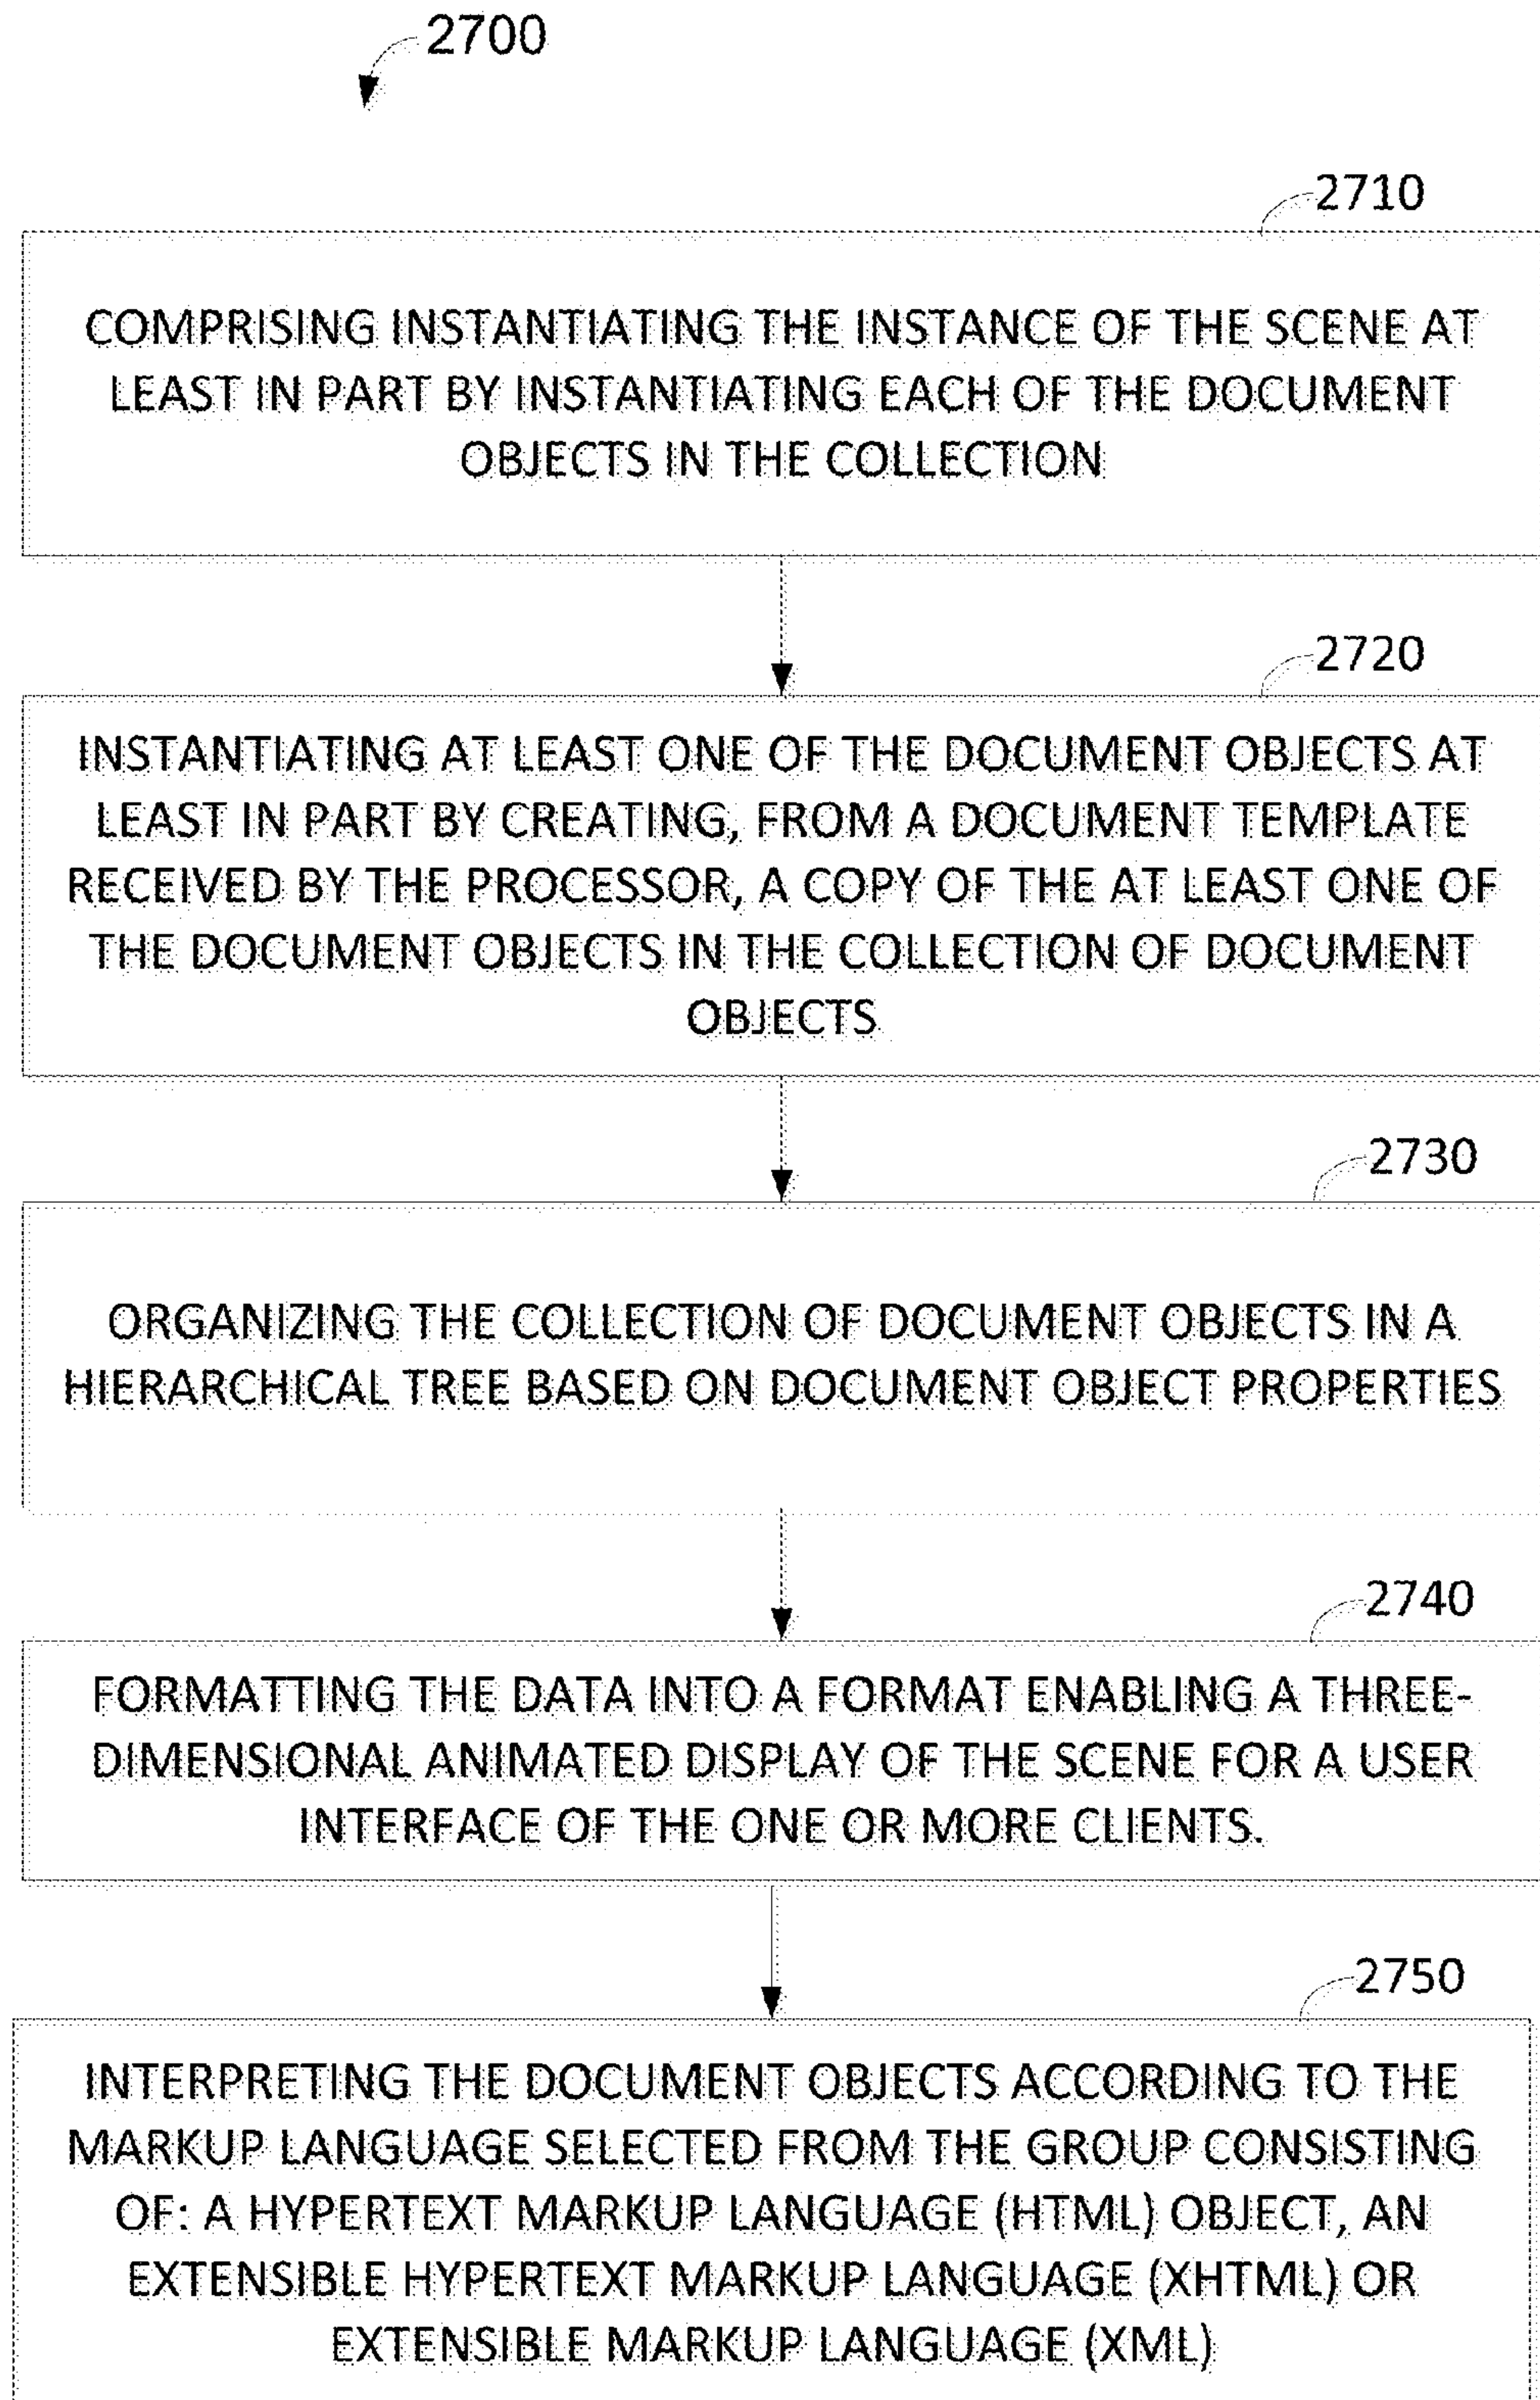 2700
2710
COMPRISING INSTANTIATING THE INSTANCE OF THE SCENE AT
LEAST IN PART BY INSTANTIATING EACH OF THE DOCUMENT
OBJECTS IN THE COLLECTION
2720
INSTANTIATING AT LEAST ONE OF THE DOCUMENT OBJECTS AT
LEAST IN PART BY CREATING, FROM A DOCUMENT TEMPLATE
RECEIVED BY THE PROCESSOR, A COPY OF THE AT LEAST ONE OF
THE DOCUMENT OBJECTS IN THE COLLECTION OF DOCUMENT
OBJECTS
2730
ORGANIZING THE COLLECTION OF DOCUMENT OBJECTS IN A
HIERARCHICAL TREE BASED ON DOCUMENT OBJECT PROPERTIES
2740
FORMATTING THE DATA INTO A FORMAT ENABLING A THREE-
DIMENSIONAL ANIMATED DISPLAY OF THE SCENE FOR A USER
INTERFACE OF THE ONE OR MORE CLIENTS.
2750
INTERPRETING THE DOCUMENT OBJECTS ACCORDING TO THE
MARKUP LANGUAGE SELECTED FROM THE GROUP CONSISTING
OF: A HYPERTEXT MARKUP LANGUAGE (HTML) OBJECT, AN
EXTENSIBLE HYPERTEXT MARKUP LANGUAGE (XHTML) OR
EXTENSIBLE MARKUP LANGUAGE (XML)